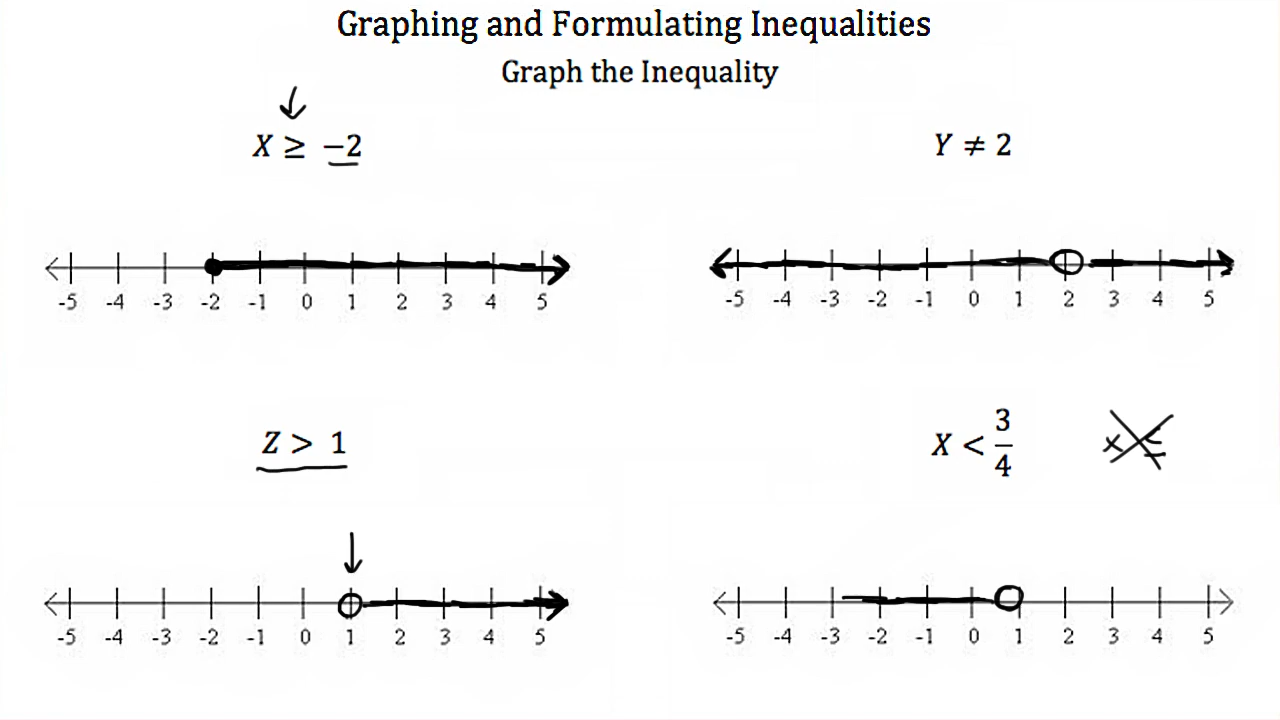 Graphing and Formulating Inequalities
Graph the Inequality
X ≥ -2
Y ≠ 2
-5 -4 -3 -2 -1 0 1 2 3 4 5
-5 -4 -3 -2 -1 0 1 2 3 4 5
Z > 1
X < 3/4
x ≤
-5 -4 -3 -2 -1 0 1 2 3 4 5
-5 -4 -3 -2 -1 0 1 2 3 4 5